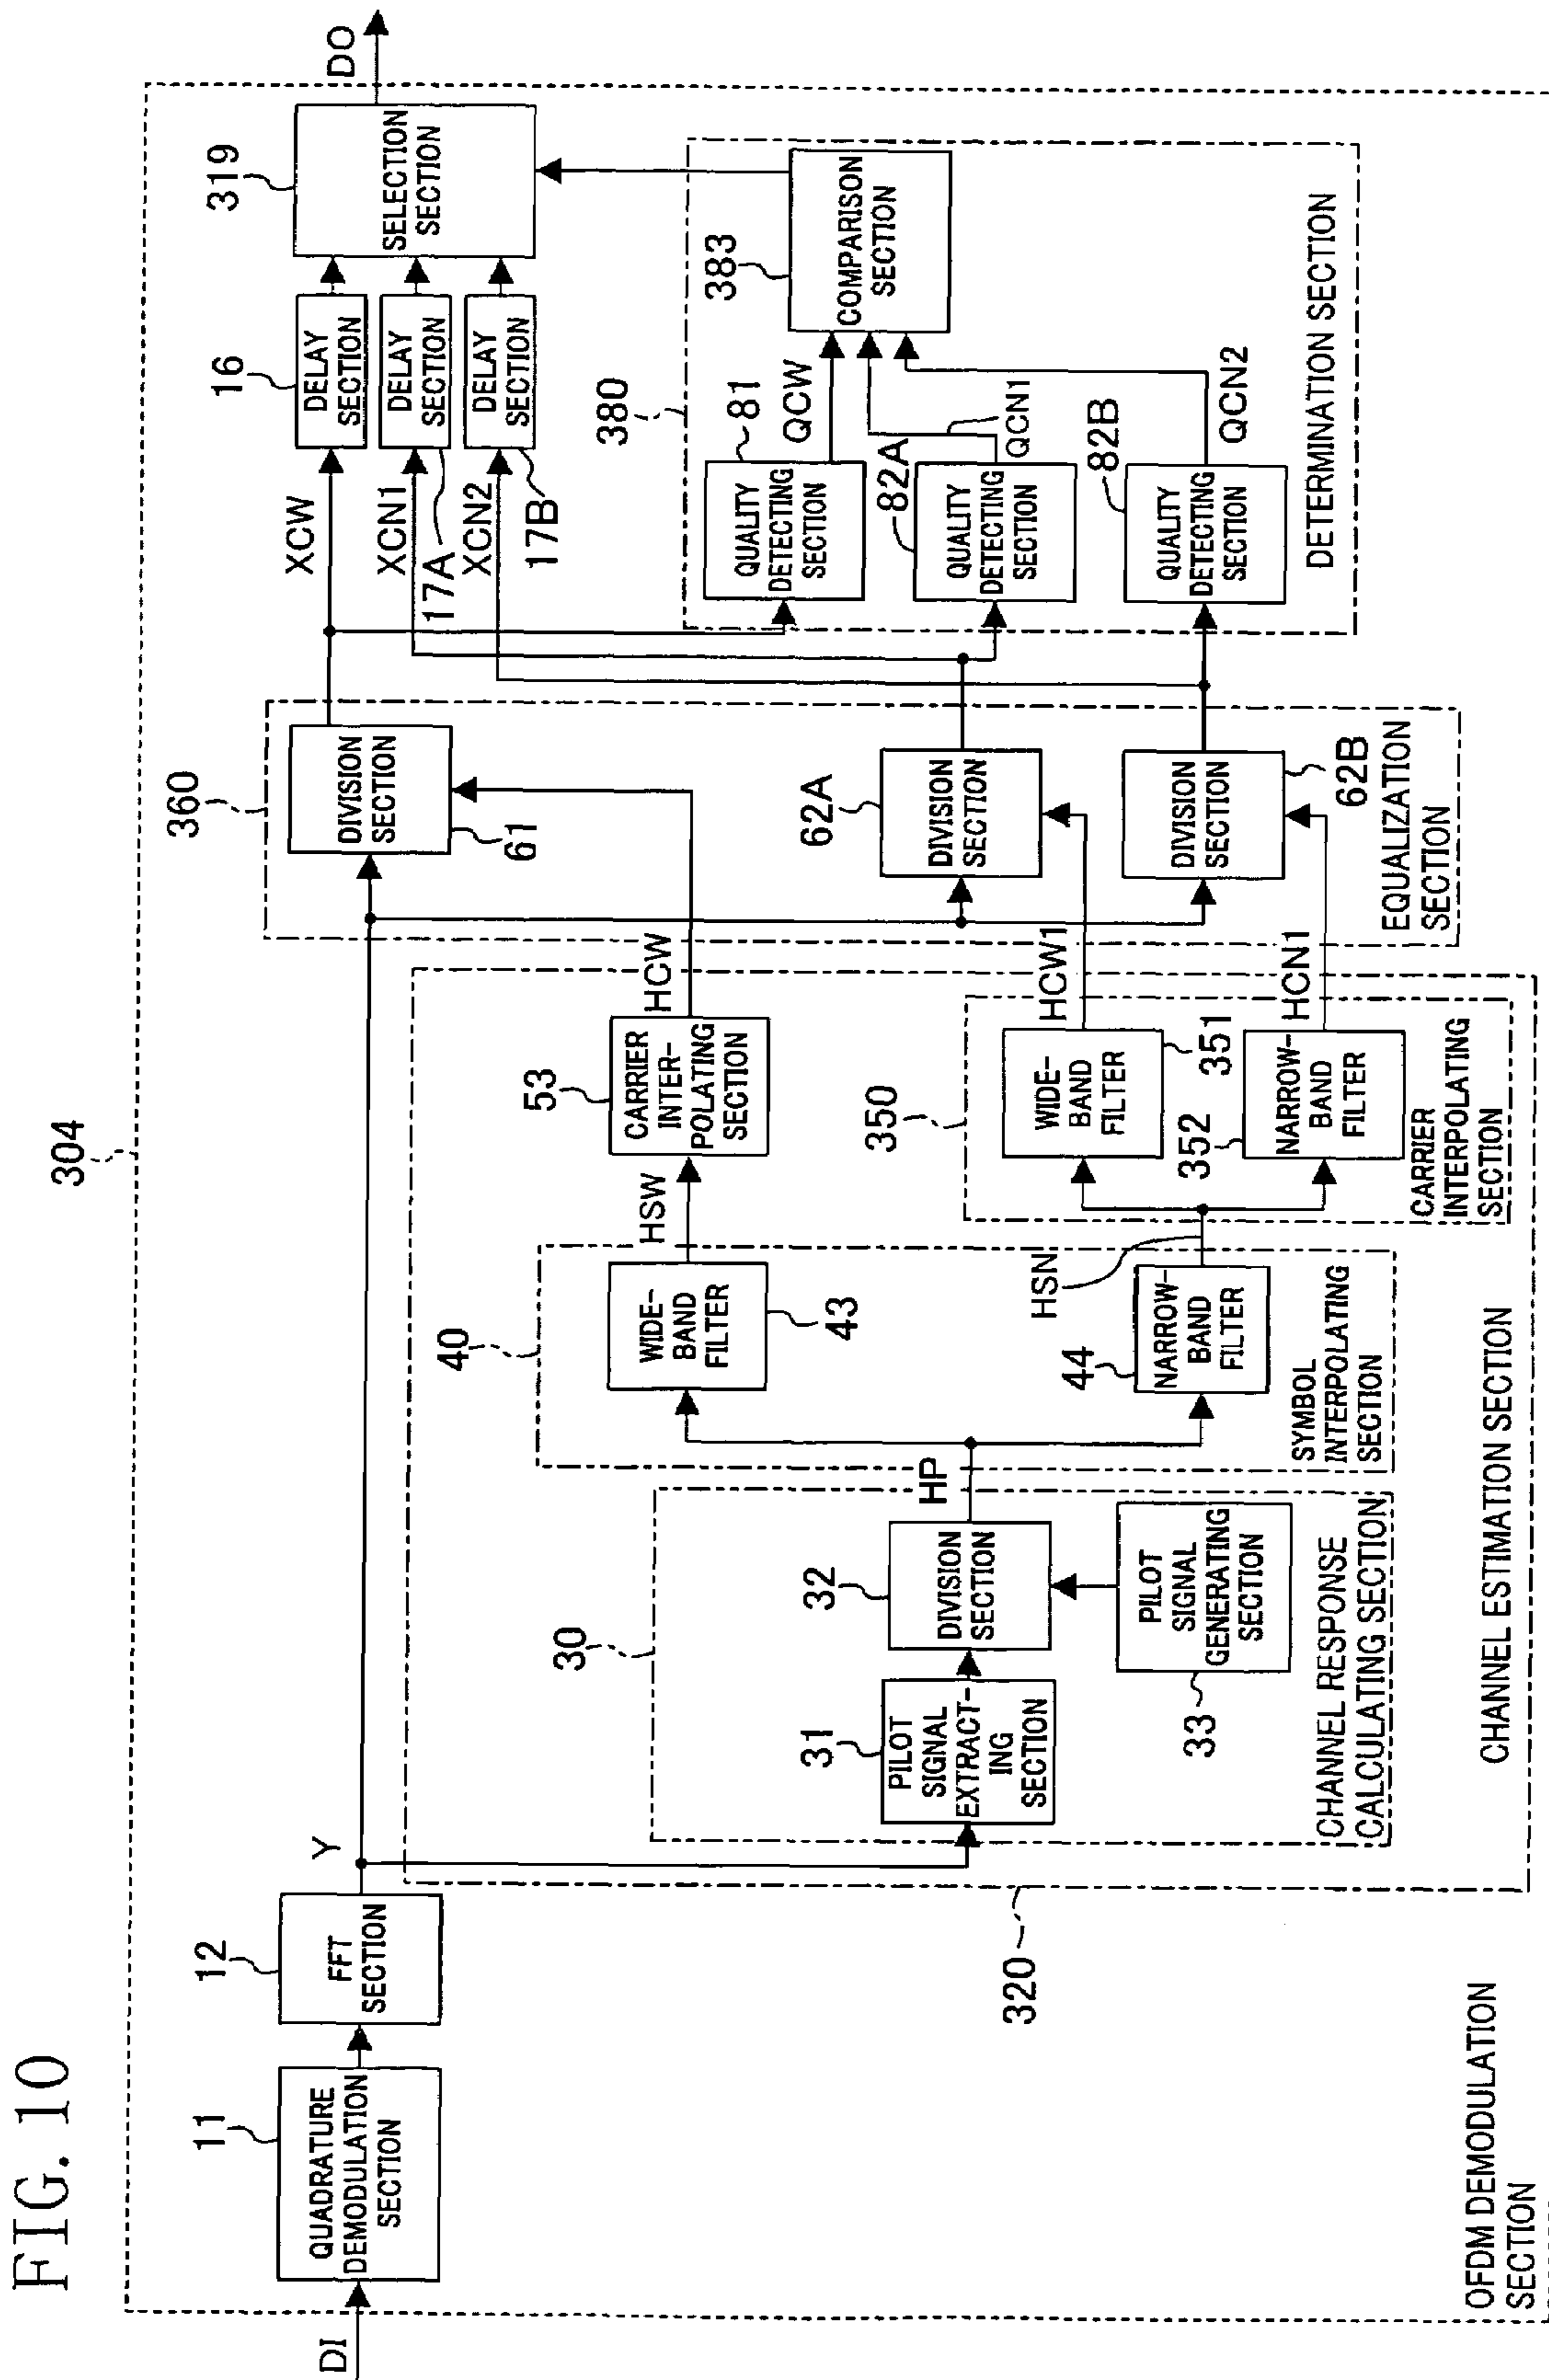 FIG. 10
304
DI
11
QUADRATURE
DEMODULATION
SECTION
12
FFT
SECTION
Y
320
30
31
PILOT
SIGNAL
EXTRACT-
ING
SECTION
32
DIVISION
SECTION
33
PILOT
SIGNAL
GENERATING
SECTION
CHANNEL RESPONSE
CALCULATING SECTION
HP
40
WIDE-
BAND
FILTER
43
44
NARROW-
BAND
FILTER
SYMBOL
INTERPOLATING
SECTION
HSW
HSN
53
CARRIER
INTER-
POLATING
SECTION
HCW
350
WIDE-
BAND
FILTER
351
352
NARROW-
BAND
FILTER
CARRIER
INTERPOLATING
SECTION
HCW1
HCN1
CHANNEL ESTIMATION SECTION
360
DIVISION
SECTION
61
62A
DIVISION
SECTION
DIVISION
SECTION
62B
EQUALIZATION
SECTION
XCW
XCN1
17A
XCN2
17B
16
DELAY
SECTION
DELAY
SECTION
DELAY
SECTION
319
SELECTION
SECTION
DO
380
QUALITY
DETECTING
SECTION
81
QCW
82A
QUALITY
DETECTING
SECTION
QCN1
82B
QUALITY
DETECTING
SECTION
QCN2
383
COMPARISON
SECTION
DETERMINATION SECTION
OFDM DEMODULATION
SECTION